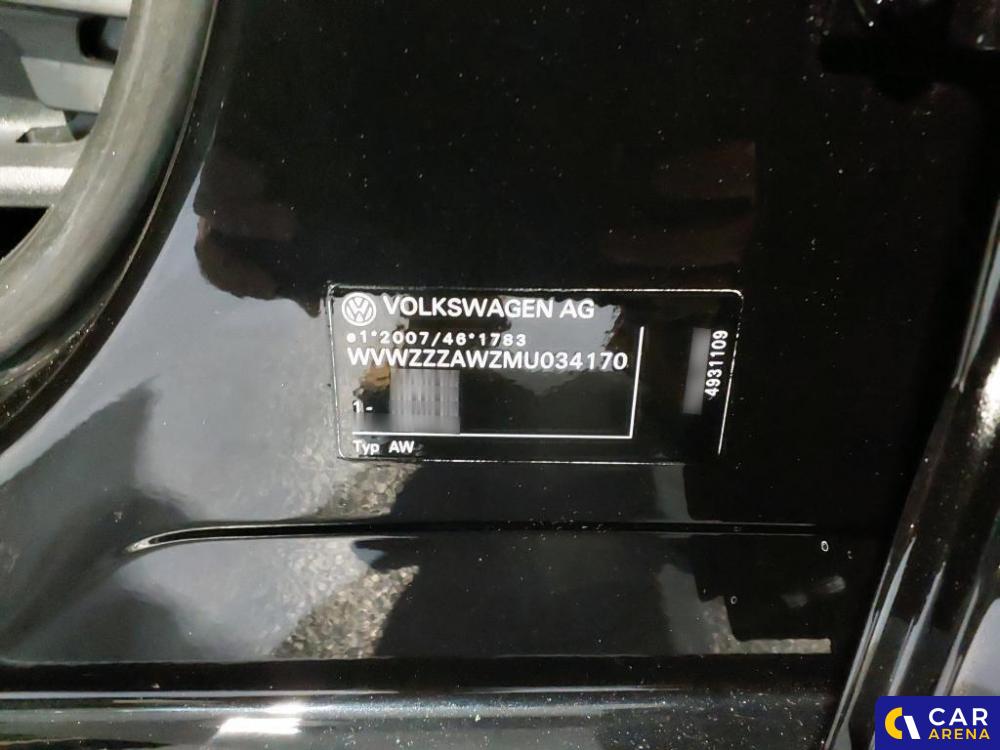 VOLKSWAGEN AG
e1*2007/46*1783
WVWZZZAWZMU034170
1-
Typ AW
4931109
CAR
ARENA